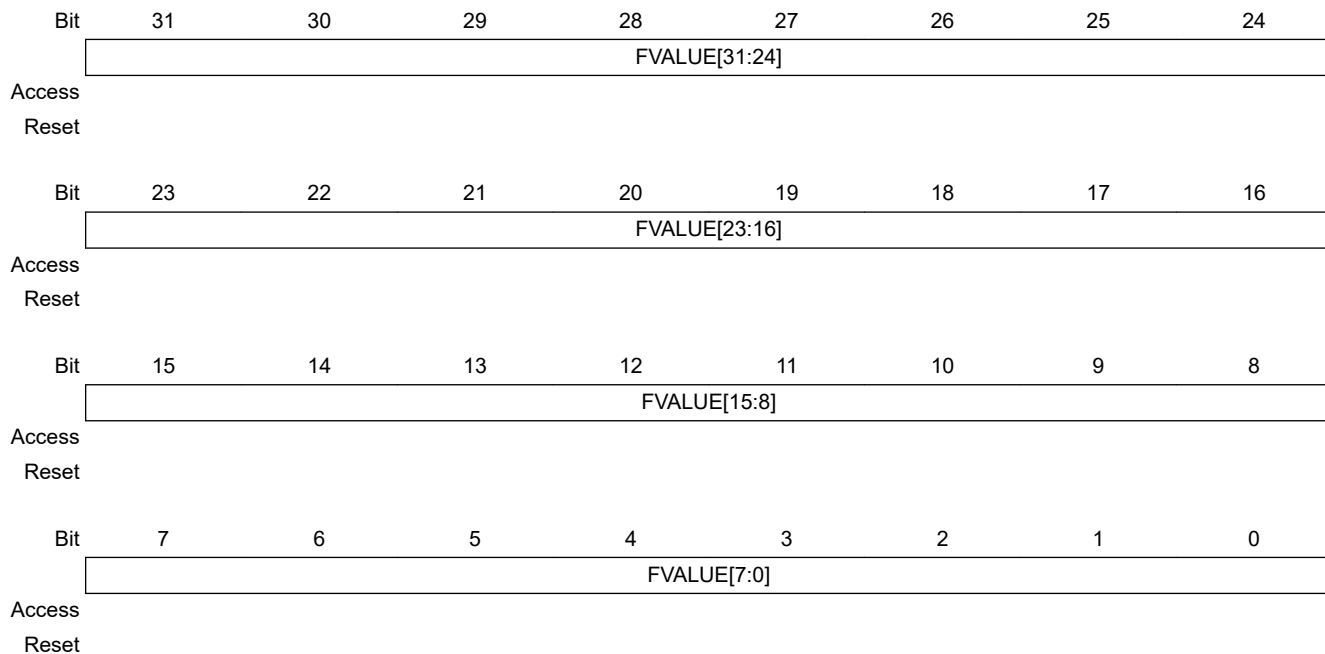 Bit 31 30 29 28 27 26 25 24
FVALUE[31:24]
Access
Reset
Bit 23 22 21 20 19 18 17 16
FVALUE[23:16]
Access
Reset
Bit 15 14 13 12 11 10 9 8
FVALUE[15:8]
Access
Reset
Bit 7 6 5 4 3 2 1 0
FVALUE[7:0]
Access
Reset